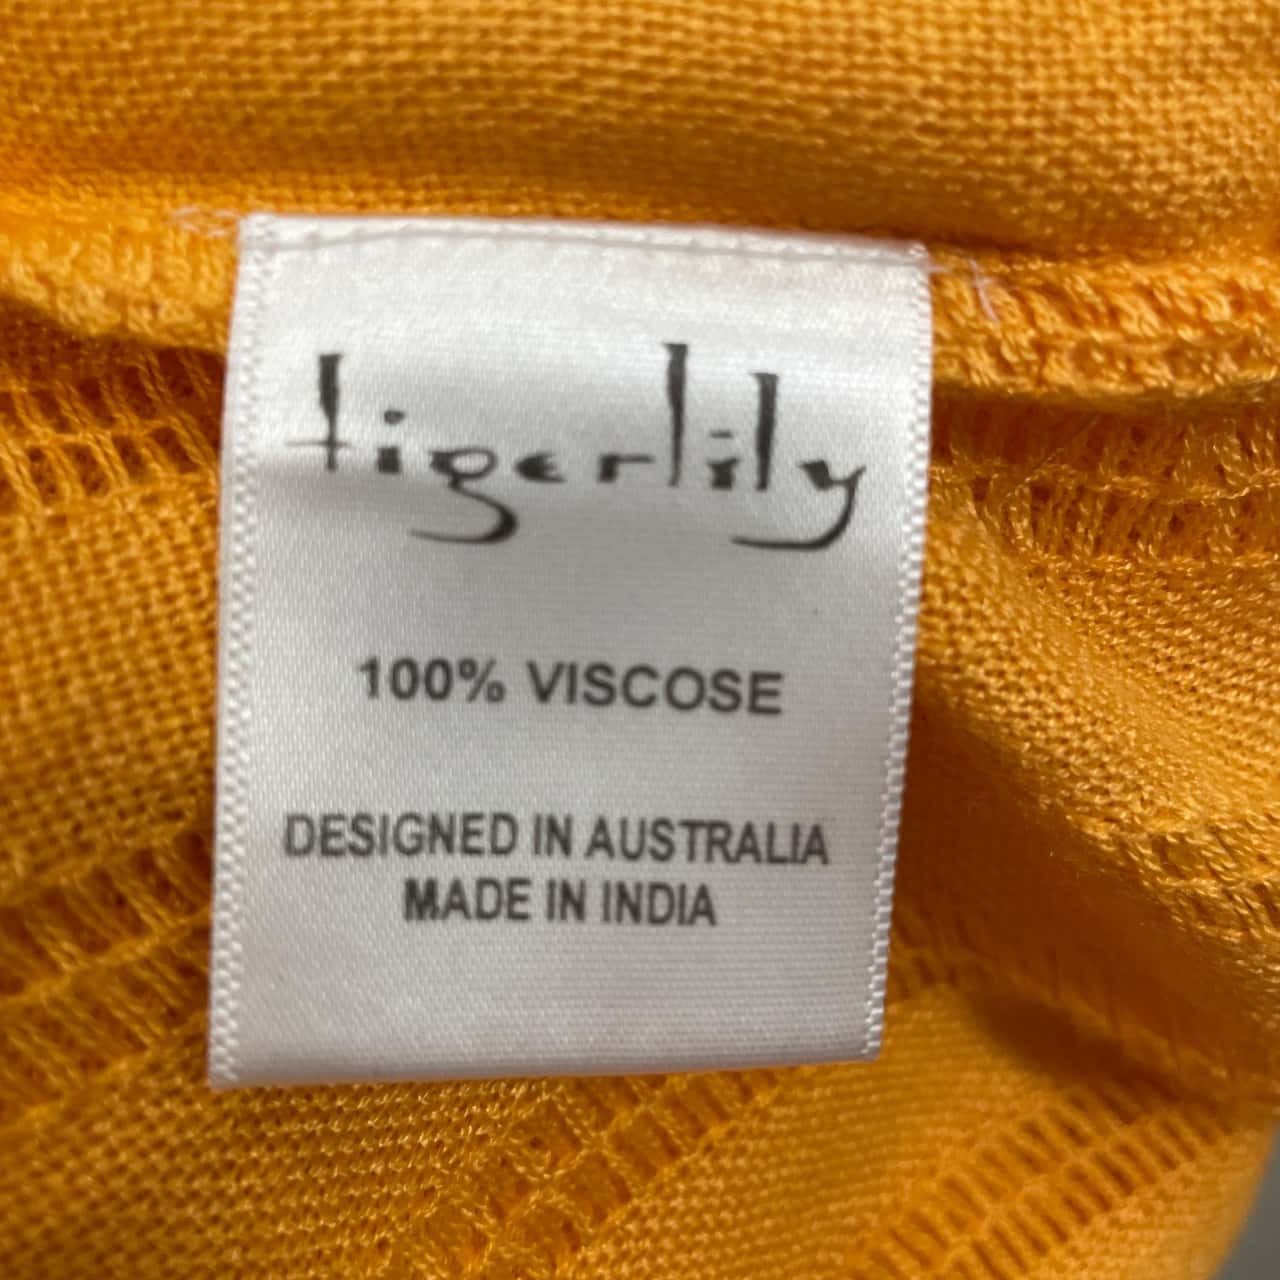 tigerlily
100% VISCOSE
DESIGNED IN AUSTRALIA
MADE IN INDIA